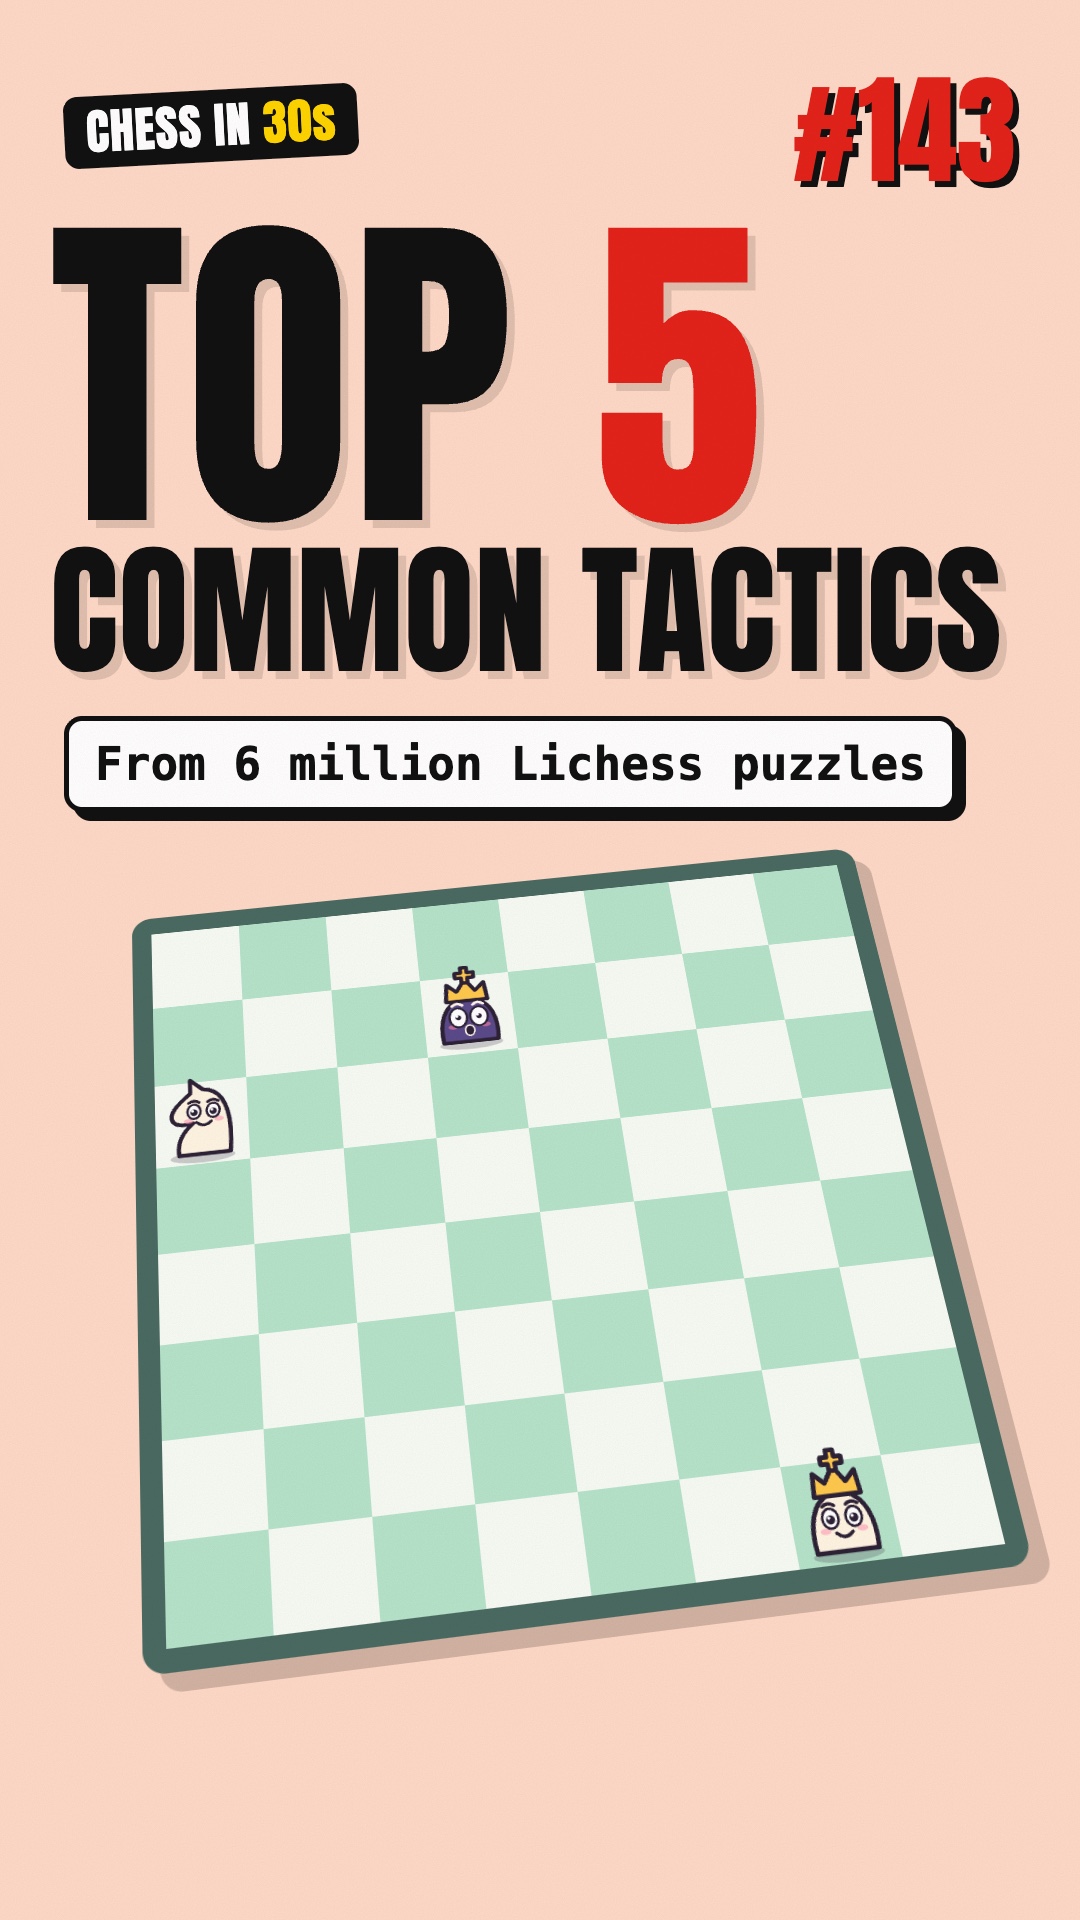 CHESS IN 30s
#143
TOP 5
COMMON TACTICS
From 6 million Lichess puzzles